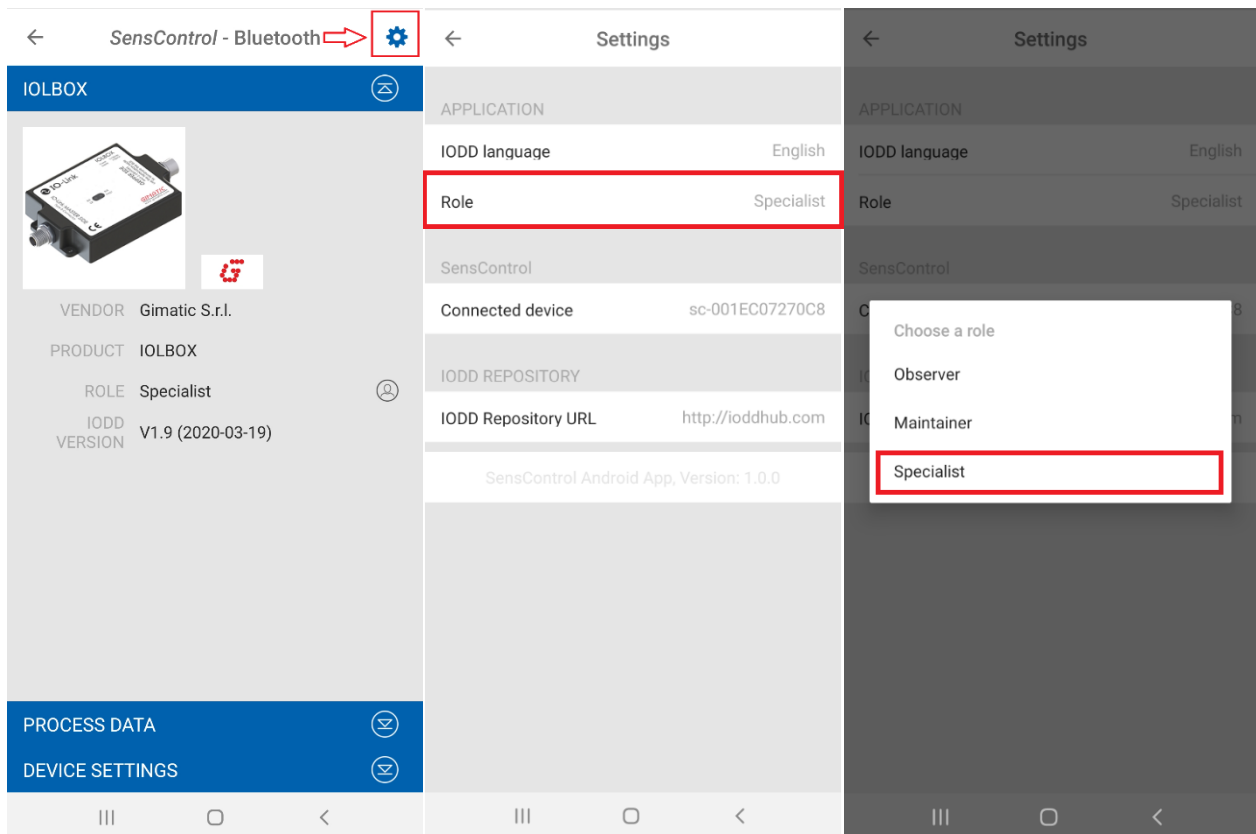 SensControl - Bluetooth
IOLBOX
IO-Link
IOLBOX
GIMATIC
VENDOR Gimatic S.r.l.
PRODUCT IOLBOX
ROLE Specialist
IODD VERSION V1.9 (2020-03-19)
PROCESS DATA
DEVICE SETTINGS
Settings
APPLICATION
IODD language English
Role Specialist
SensControl
Connected device sc-001EC07270C8
IODD REPOSITORY
IODD Repository URL http://ioddhub.com
SensControl Android App, Version: 1.0.0
Settings
APPLICATION
IODD language English
Role Specialist
SensControl
C 8
Choose a role
Observer
Maintainer
Specialist